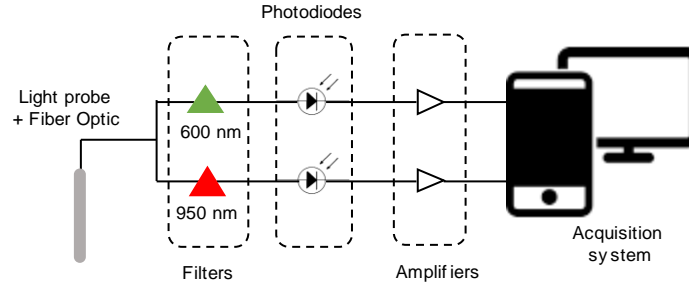 Photodiodes
Light probe
+ Fiber Optic
600 nm
950 nm
Filters
Amplifiers
Acquisition
system